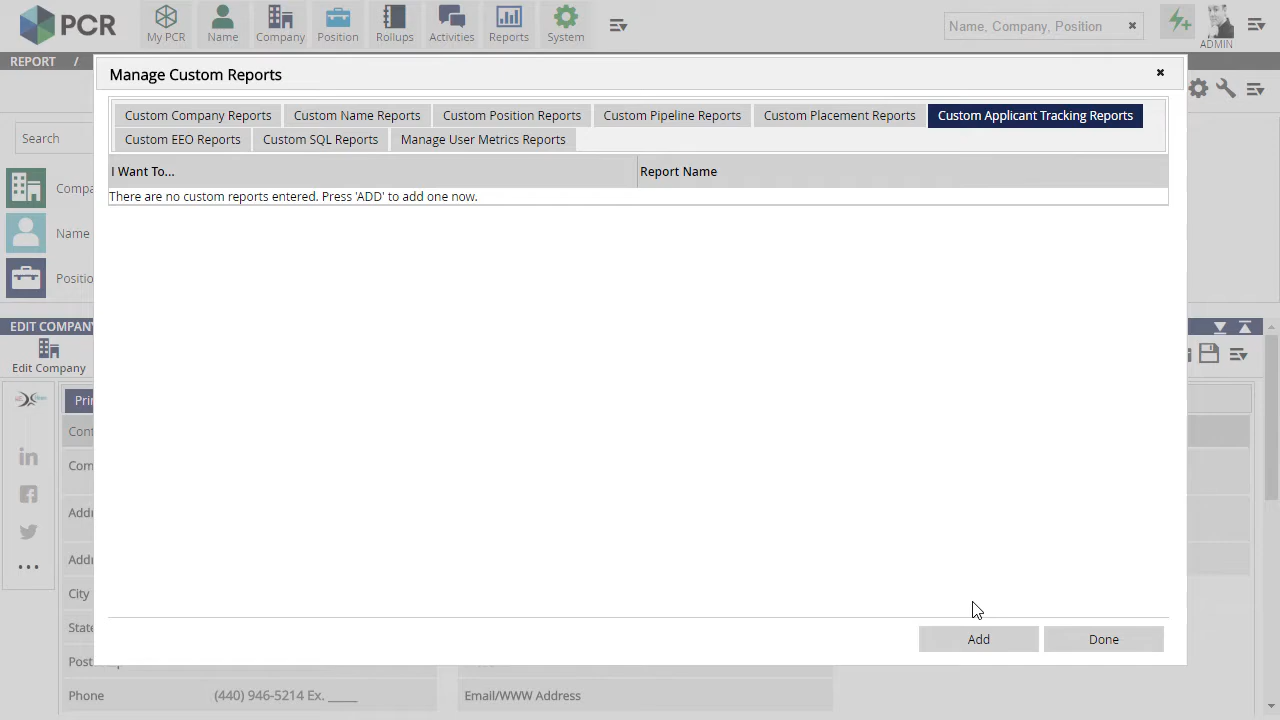 PCR
My PCR
Name
Company
Position
Rollups
Activities
Reports
System
Name, Company, Position
ADMIN
REPORT /
Manage Custom Reports
Custom Company Reports
Custom Name Reports
Custom Position Reports
Custom Pipeline Reports
Custom Placement Reports
Custom Applicant Tracking Reports
Custom EEO Reports
Custom SQL Reports
Manage User Metrics Reports
I Want To...
Report Name
There are no custom reports entered. Press 'ADD' to add one now.
Search
Compa
Name
Positio
EDIT COMPANY
Edit Company
Pri
Cont
Com
Addr
Addr
City
State
Post
Phone
(440) 946-5214 Ex. _____
Email/WWW Address
Add
Done